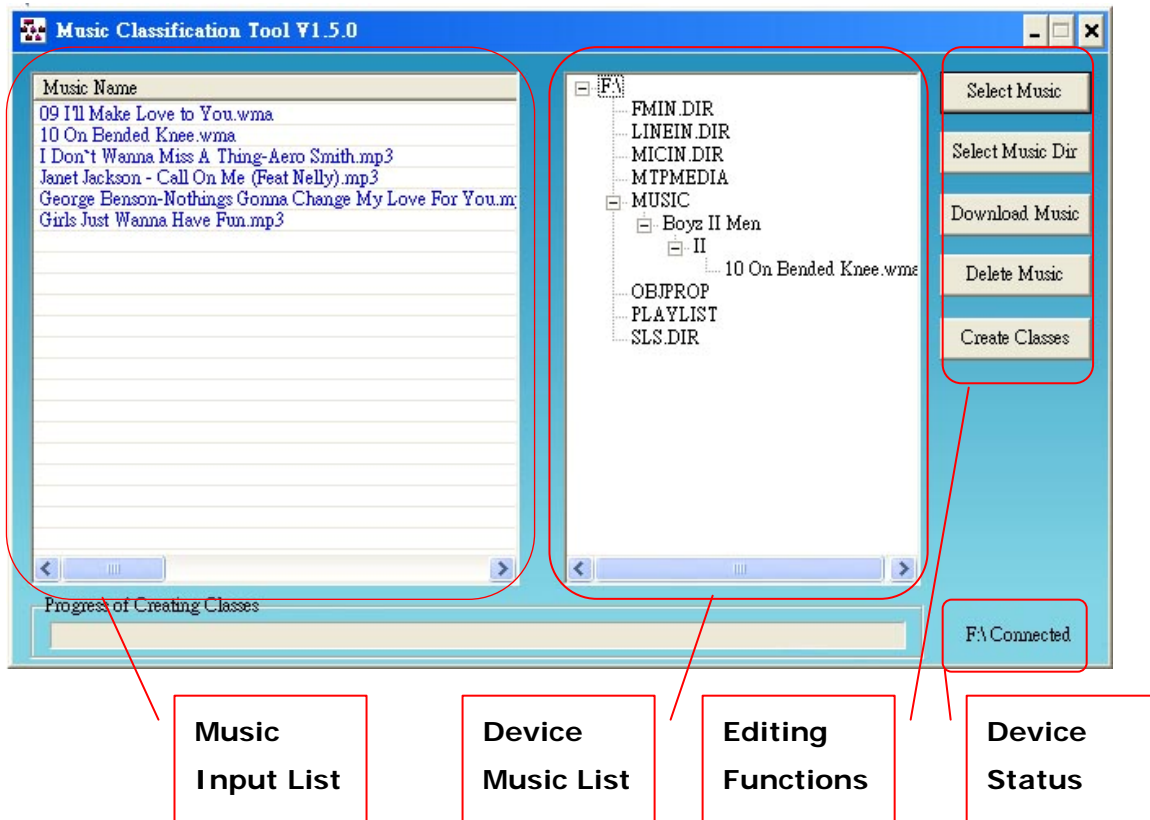 Music Classification Tool V1.5.0
Music Name
09 I'll Make Love to You.wma
10 On Bended Knee.wma
I Don`t Wanna Miss A Thing-Aero Smith.mp3
Janet Jackson - Call On Me (Feat Nelly).mp3
George Benson-Nothings Gonna Change My Love For You.m
Girls Just Wanna Have Fun.mp3
F:\
FMIN.DIR
LINEIN.DIR
MICIN.DIR
MTPMEDIA
MUSIC
Boyz II Men
II
10 On Bended Knee.wma
OBJPROP
PLAYLIST
SLS.DIR
Select Music
Select Music Dir
Download Music
Delete Music
Create Classes
Progress of Creating Classes
F:\ Connected
Music
Input List
Device
Music List
Editing
Functions
Device
Status